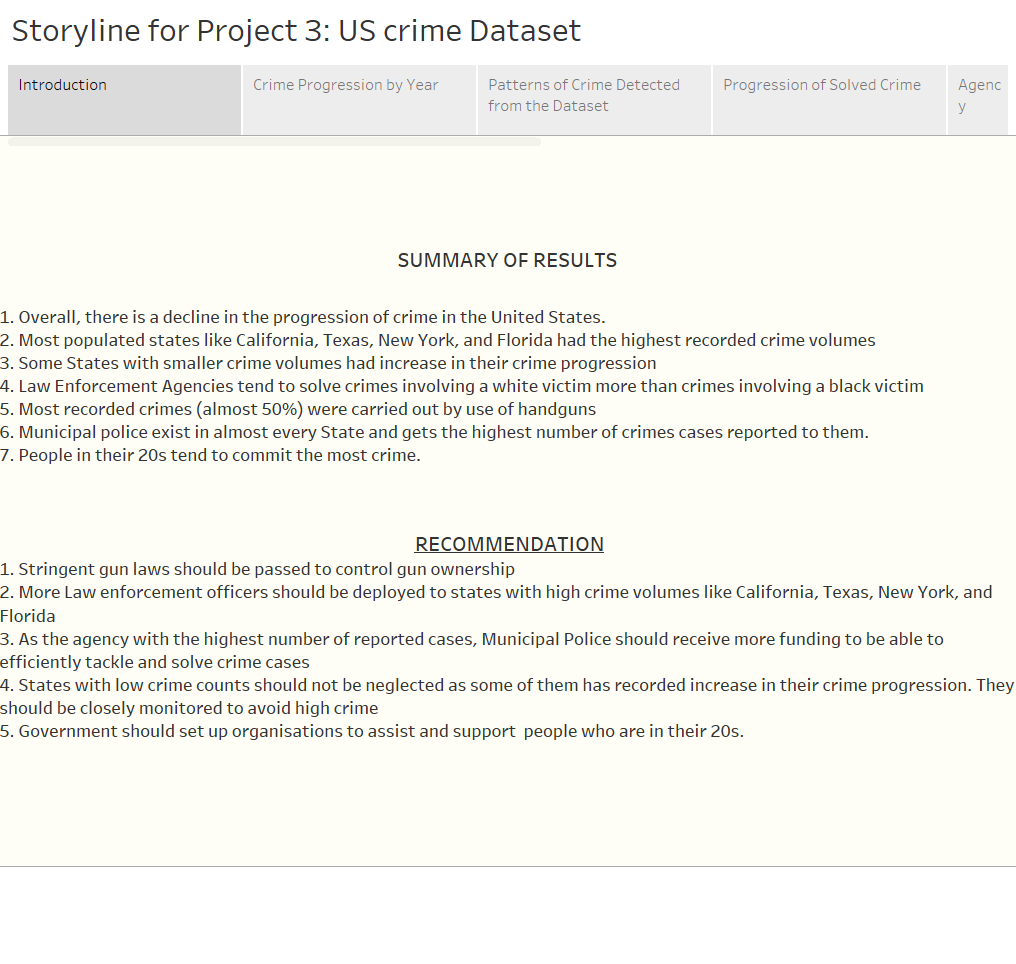 Storyline for Project 3: US crime Dataset
Introduction
Crime Progression by Year
Patterns of Crime Detected
from the Dataset
Progression of Solved Crime
Agenc
y
SUMMARY OF RESULTS
1. Overall, there is a decline in the progression of crime in the United States.
2. Most populated states like California, Texas, New York, and Florida had the highest recorded crime volumes
3. Some States with smaller crime volumes had increase in their crime progression
4. Law Enforcement Agencies tend to solve crimes involving a white victim more than crimes involving a black victim
5. Most recorded crimes (almost 50%) were carried out by use of handguns
6. Municipal police exist in almost every State and gets the highest number of crimes cases reported to them.
7. People in their 20s tend to commit the most crime.
RECOMMENDATION
1. Stringent gun laws should be passed to control gun ownership
2. More Law enforcement officers should be deployed to states with high crime volumes like California, Texas, New York, and
Florida
3. As the agency with the highest number of reported cases, Municipal Police should receive more funding to be able to
efficiently tackle and solve crime cases
4. States with low crime counts should not be neglected as some of them has recorded increase in their crime progression. They
should be closely monitored to avoid high crime
5. Government should set up organisations to assist and support  people who are in their 20s.